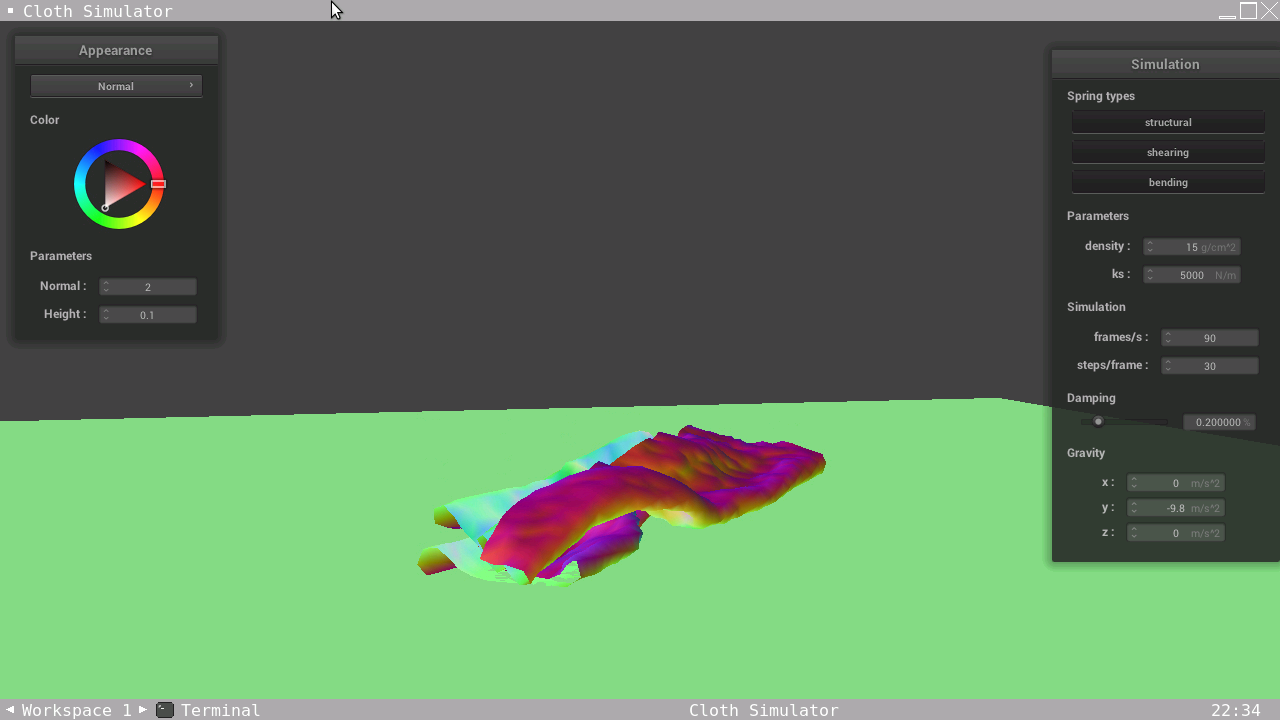 Cloth Simulator
Appearance
Normal
Color
Parameters
Normal : 2
Height : 0.1
Simulation
Spring types
structural
shearing
bending
Parameters
density : 15 g/cm^2
ks : 5000 N/m
Simulation
frames/s : 90
steps/frame : 30
Damping
0.200000 %
Gravity
x : 0 m/s^2
y : -9.8 m/s^2
z : 0 m/s^2
Workspace 1 Terminal Cloth Simulator 22:34